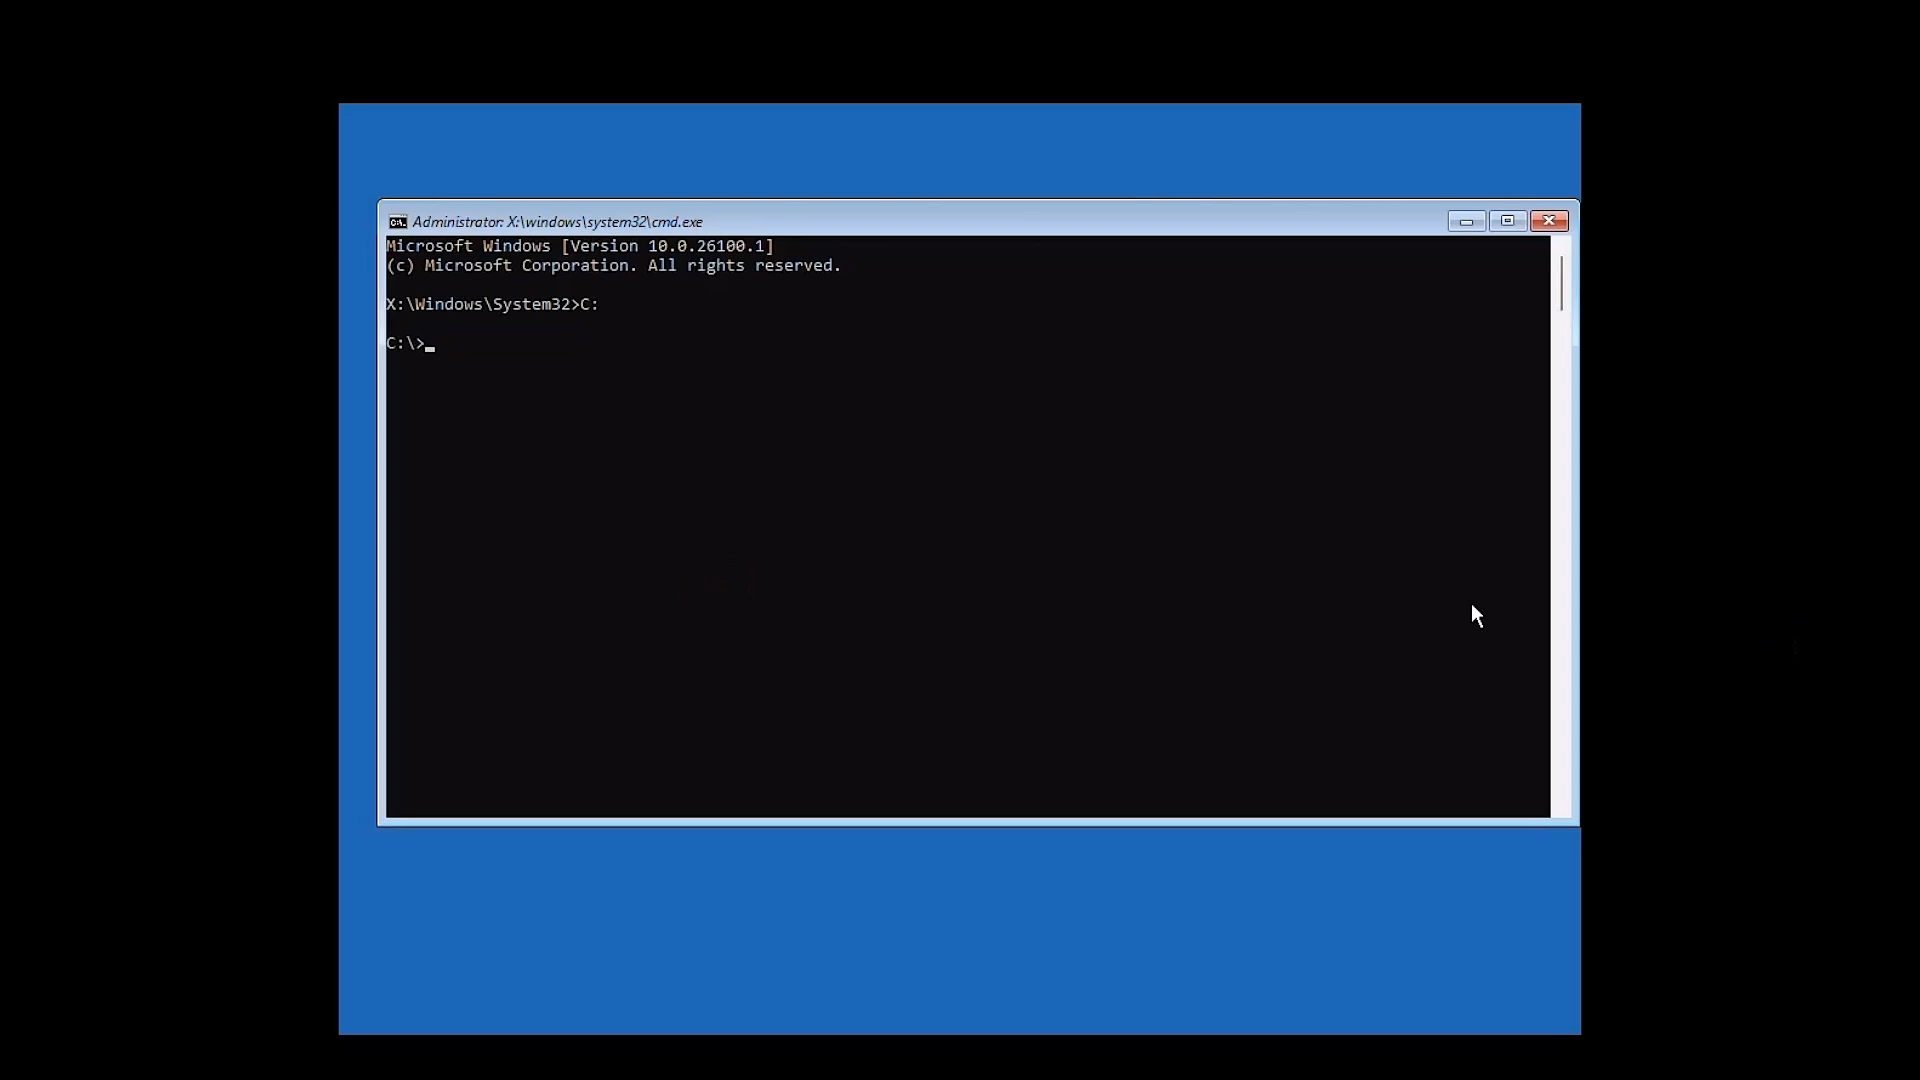 Administrator: X:\windows\system32\cmd.exe
Microsoft Windows [Version 10.0.26100.1]
(c) Microsoft Corporation. All rights reserved.
X:\Windows\System32>C:
C:\>